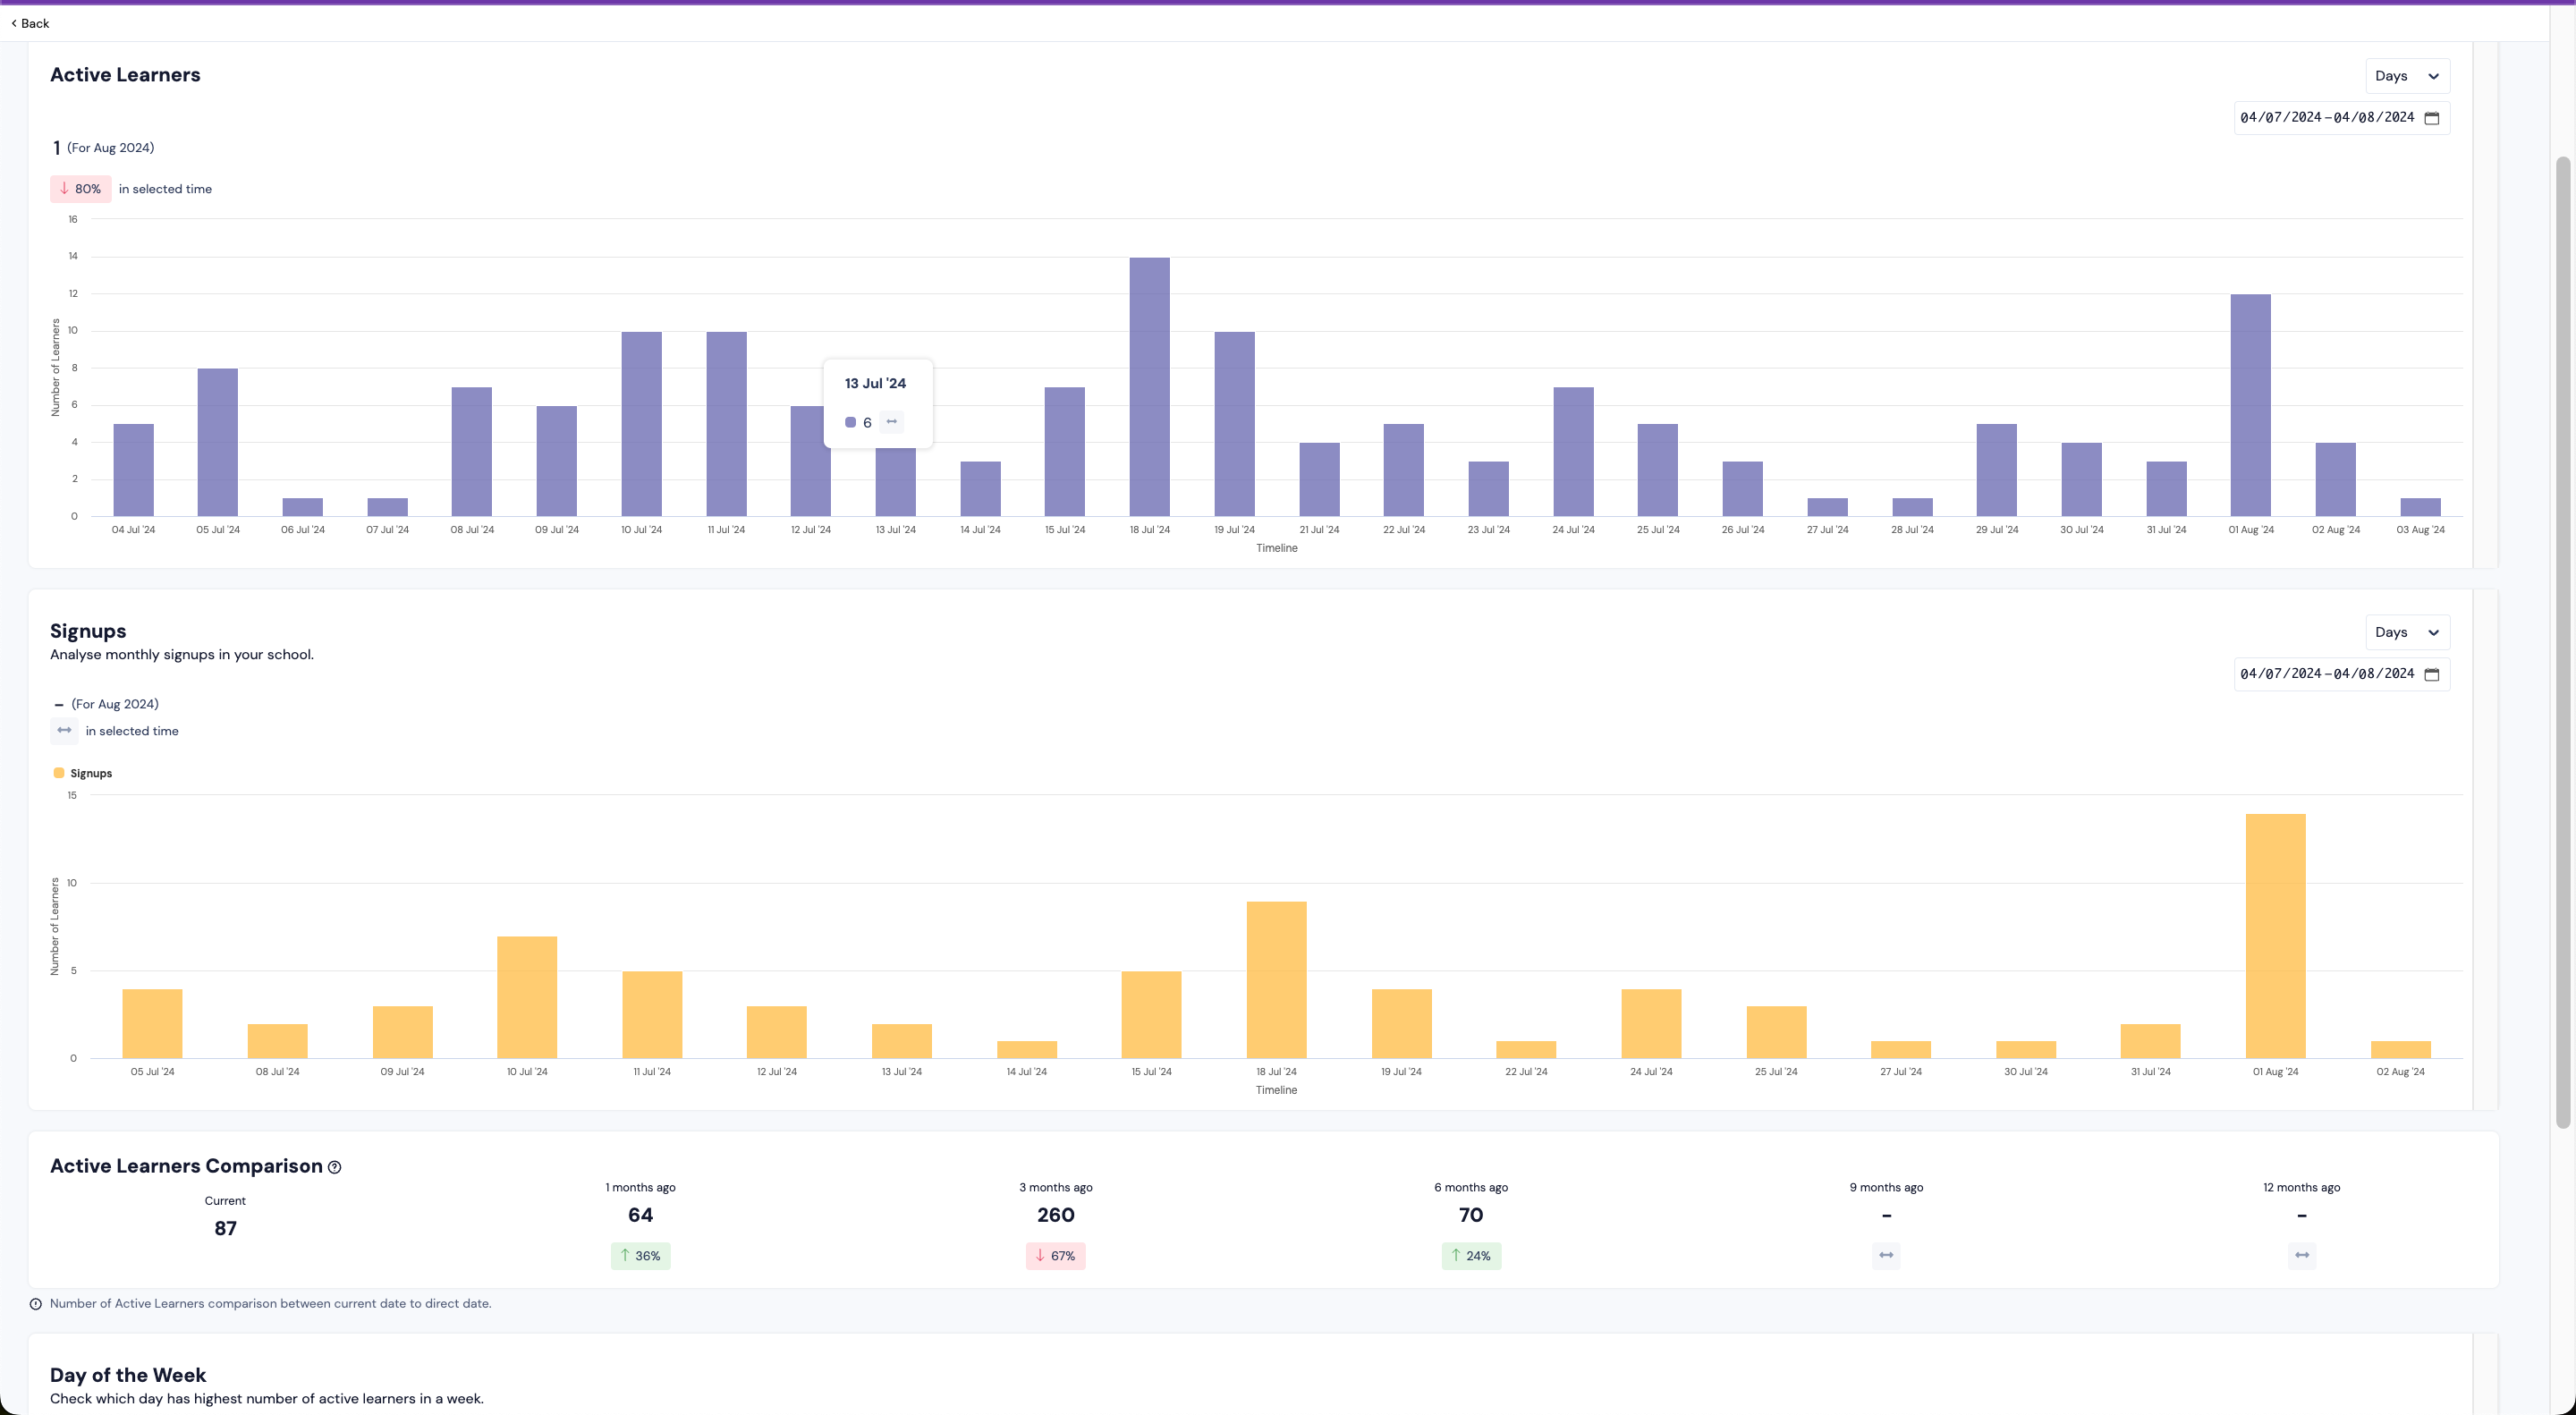 Back
Active Learners
Days
04/07/2024 – 04/08/2024
1 (For Aug 2024)
80% in selected time
16
14
12
10
8
6
4
2
0
Number of Learners
13 Jul '24
6
04 Jul '24 05 Jul '24 06 Jul '24 07 Jul '24 08 Jul '24 09 Jul '24 10 Jul '24 11 Jul '24 12 Jul '24 13 Jul '24 14 Jul '24 15 Jul '24 18 Jul '24 19 Jul '24 21 Jul '24 22 Jul '24 23 Jul '24 24 Jul '24 25 Jul '24 26 Jul '24 27 Jul '24 28 Jul '24 29 Jul '24 30 Jul '24 31 Jul '24 01 Aug '24 02 Aug '24 03 Aug '24
Timeline
Signups
Days
Analyse monthly signups in your school.
04/07/2024 – 04/08/2024
– (For Aug 2024)
in selected time
Signups
15
10
5
0
Number of Learners
05 Jul '24 08 Jul '24 09 Jul '24 10 Jul '24 11 Jul '24 12 Jul '24 13 Jul '24 14 Jul '24 15 Jul '24 18 Jul '24 19 Jul '24 22 Jul '24 24 Jul '24 25 Jul '24 27 Jul '24 30 Jul '24 31 Jul '24 01 Aug '24 02 Aug '24
Timeline
Active Learners Comparison
Current 1 months ago 3 months ago 6 months ago 9 months ago 12 months ago
87 64 260 70 – –
36% 67% 24%
Number of Active Learners comparison between current date to direct date.
Day of the Week
Check which day has highest number of active learners in a week.